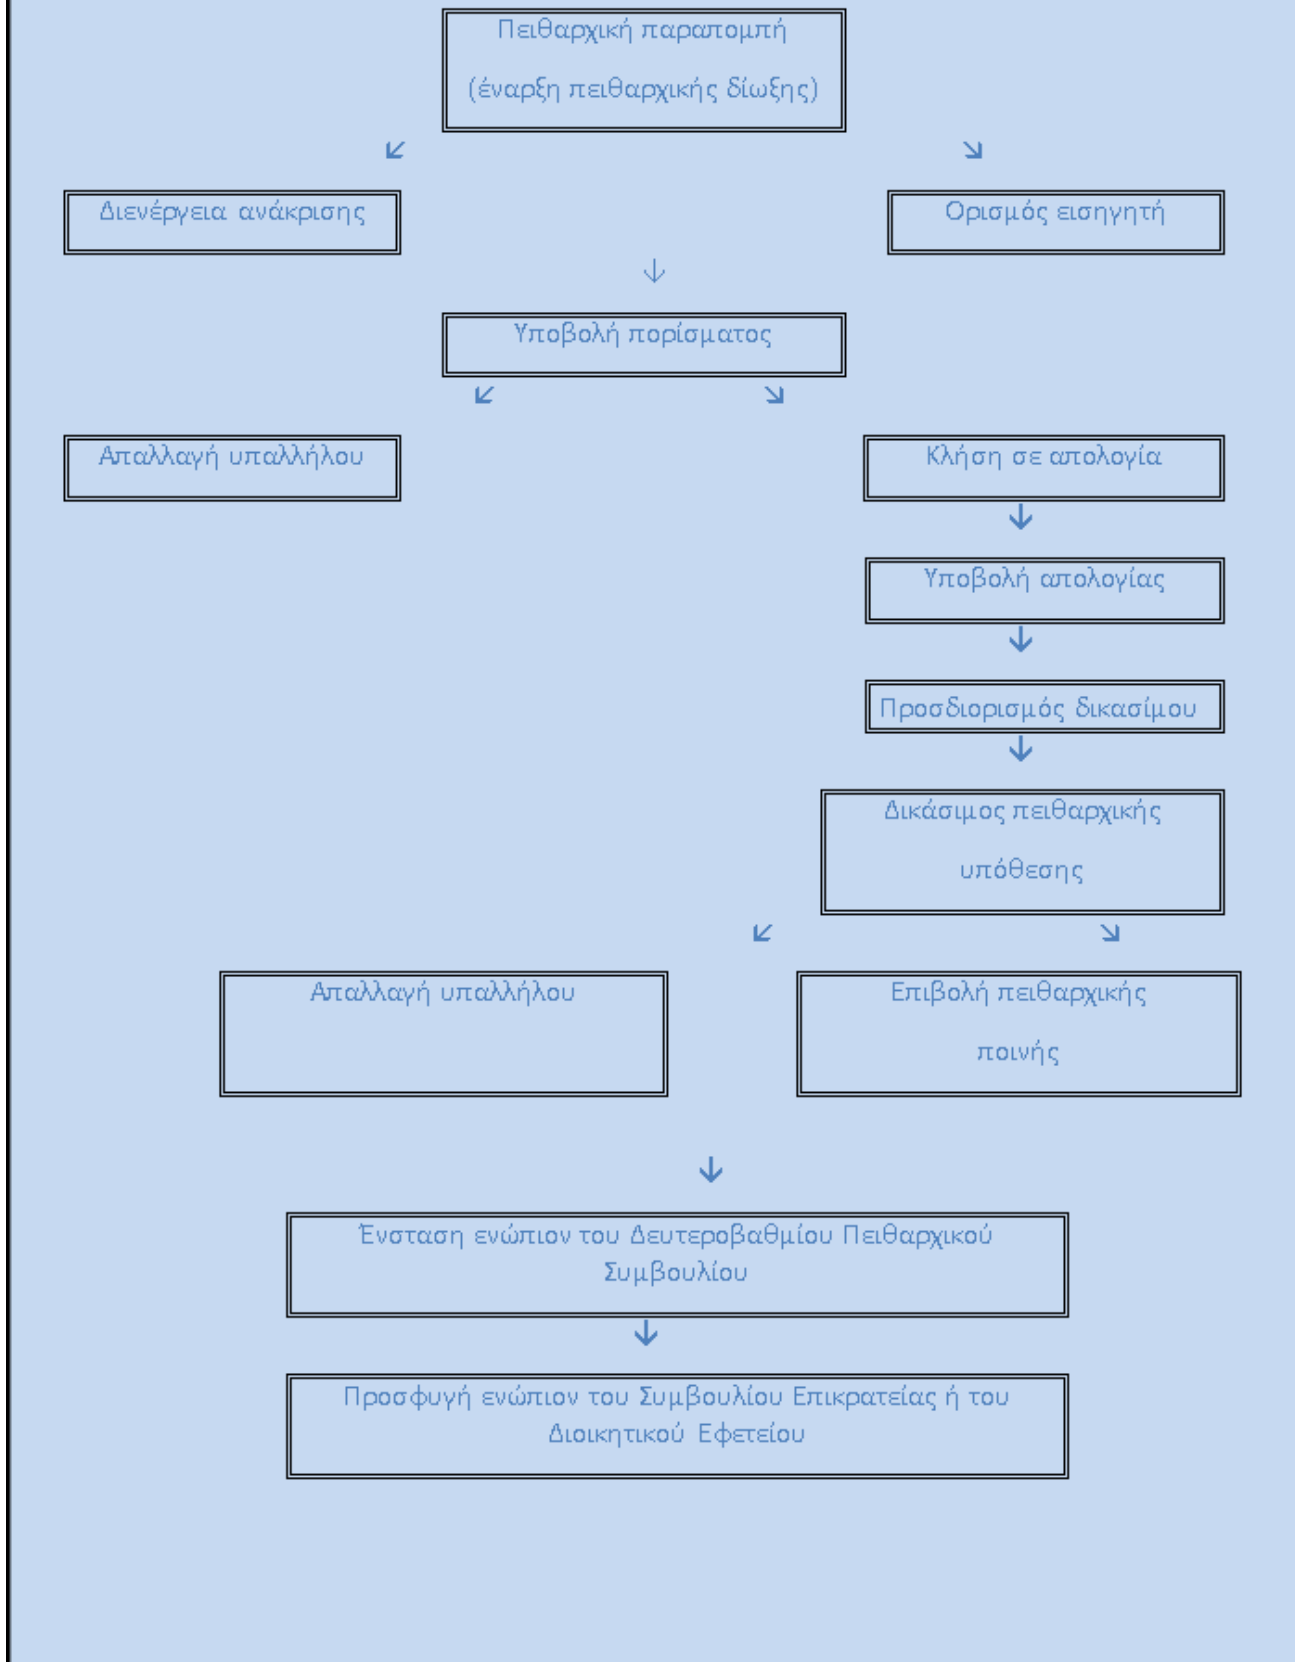 Πειθαρχική παραπομπή
(έναρξη πειθαρχικής δίωξης)
Διενέργεια ανάκρισης
Ορισμός εισηγητή
Υποβολή πορίσματος
Απαλλαγή υπαλλήλου
Κλήση σε απολογία
Υποβολή απολογίας
Προσδιορισμός δικασίμου
Δικάσιμος πειθαρχικής
υπόθεσης
Απαλλαγή υπαλλήλου
Επιβολή πειθαρχικής
ποινής
Ένσταση ενώπιον του Δευτεροβαθμίου Πειθαρχικού
Συμβουλίου
Προσφυγή ενώπιον του Συμβουλίου Επικρατείας ή του
Διοικητικού Εφετείου